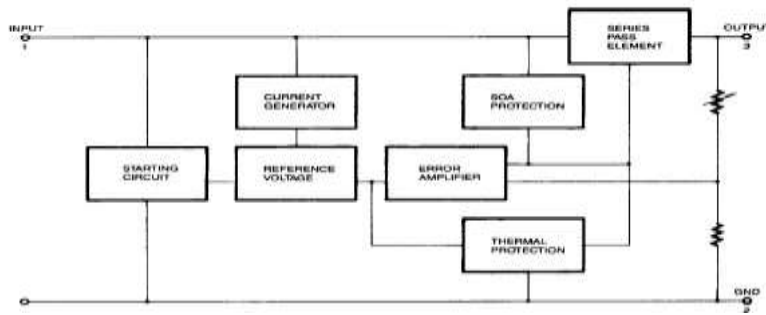 INPUT
1
SERIES
PASS
ELEMENT
OUTPUT
3
CURRENT
GENERATOR
SOA
PROTECTION
STARTING
CIRCUIT
REFERENCE
VOLTAGE
ERROR
AMPLIFIER
THERMAL
PROTECTION
GND
2